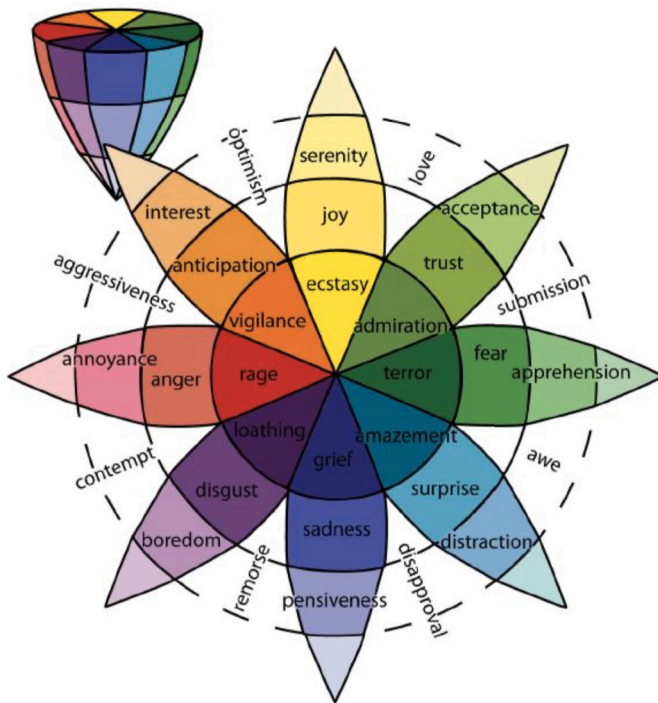 optimism
serenity
love
interest
joy
acceptance
anticipation
trust
aggressiveness
ecstasy
submission
vigilance
admiration
annoyance
anger
rage
terror
fear
apprehension
loathing
amazement
contempt
grief
awe
disgust
surprise
boredom
sadness
distraction
remorse
pensiveness
disapproval